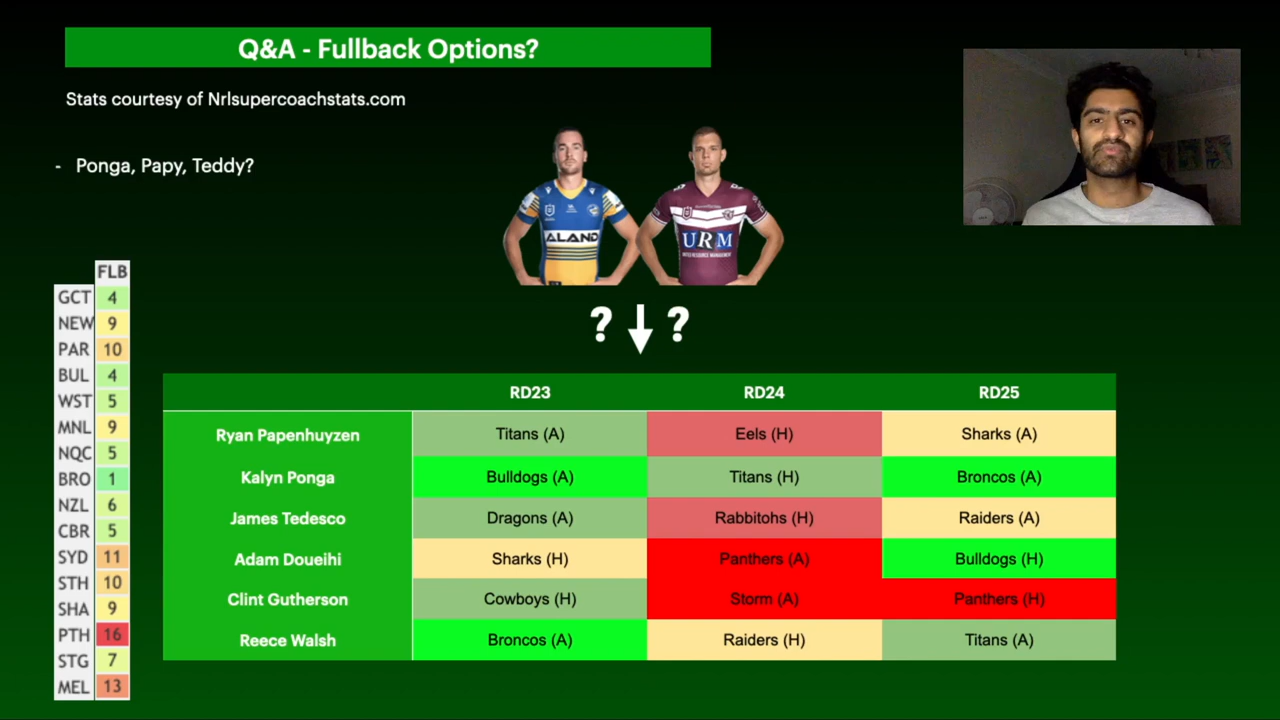 Q&A - Fullback Options?
Stats courtesy of Nrlsupercoachstats.com
- Ponga, Papy, Teddy?
ALAND
URM
? ?
FLB
GCT 4
NEW 9
PAR 10
BUL 4
WST 5
MNL 9
NQC 5
BRO 1
NZL 6
CBR 5
SYD 11
STH 10
SHA 9
PTH 16
STG 7
MEL 13
RD23 RD24 RD25
Ryan Papenhuyzen Titans (A) Eels (H) Sharks (A)
Kalyn Ponga Bulldogs (A) Titans (H) Broncos (A)
James Tedesco Dragons (A) Rabbitohs (H) Raiders (A)
Adam Doueihi Sharks (H) Panthers (A) Bulldogs (H)
Clint Gutherson Cowboys (H) Storm (A) Panthers (H)
Reece Walsh Broncos (A) Raiders (H) Titans (A)